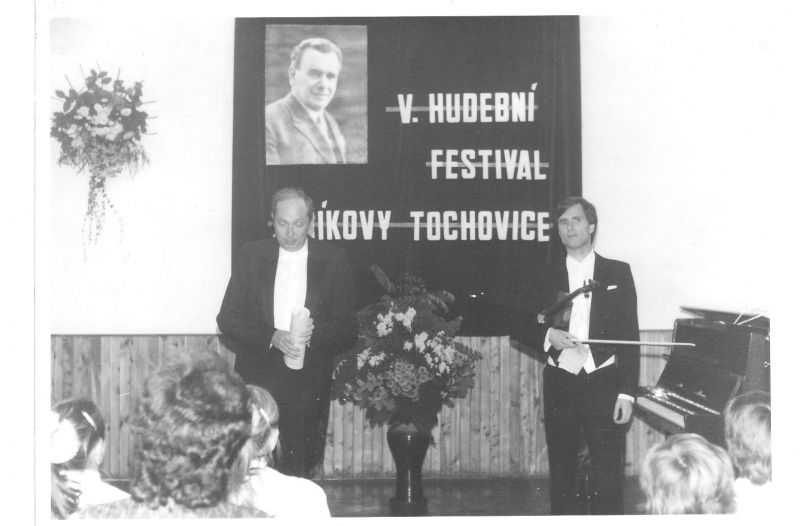 V. HUDEBNÍ
FESTIVAL
ÍKOVY TOCHOVICE